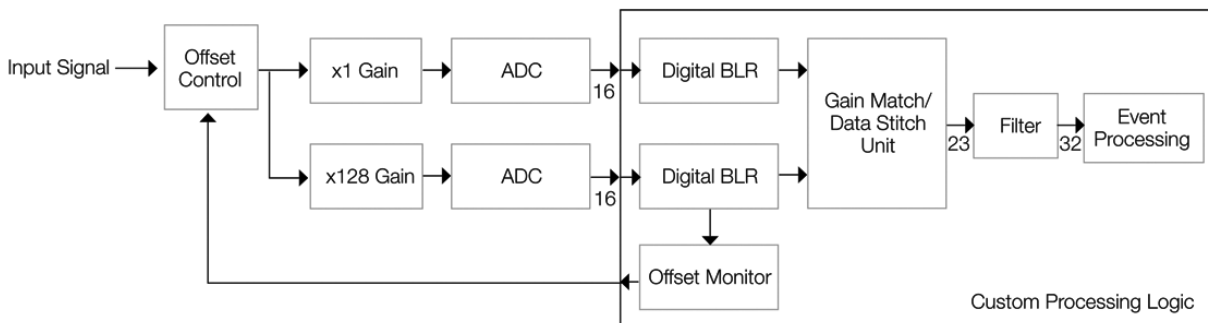 Input Signal
Offset
Control
x1 Gain
ADC
16
Digital BLR
x128 Gain
ADC
16
Digital BLR
Offset Monitor
Gain Match/
Data Stitch
Unit
23
Filter
32
Event
Processing
Custom Processing Logic